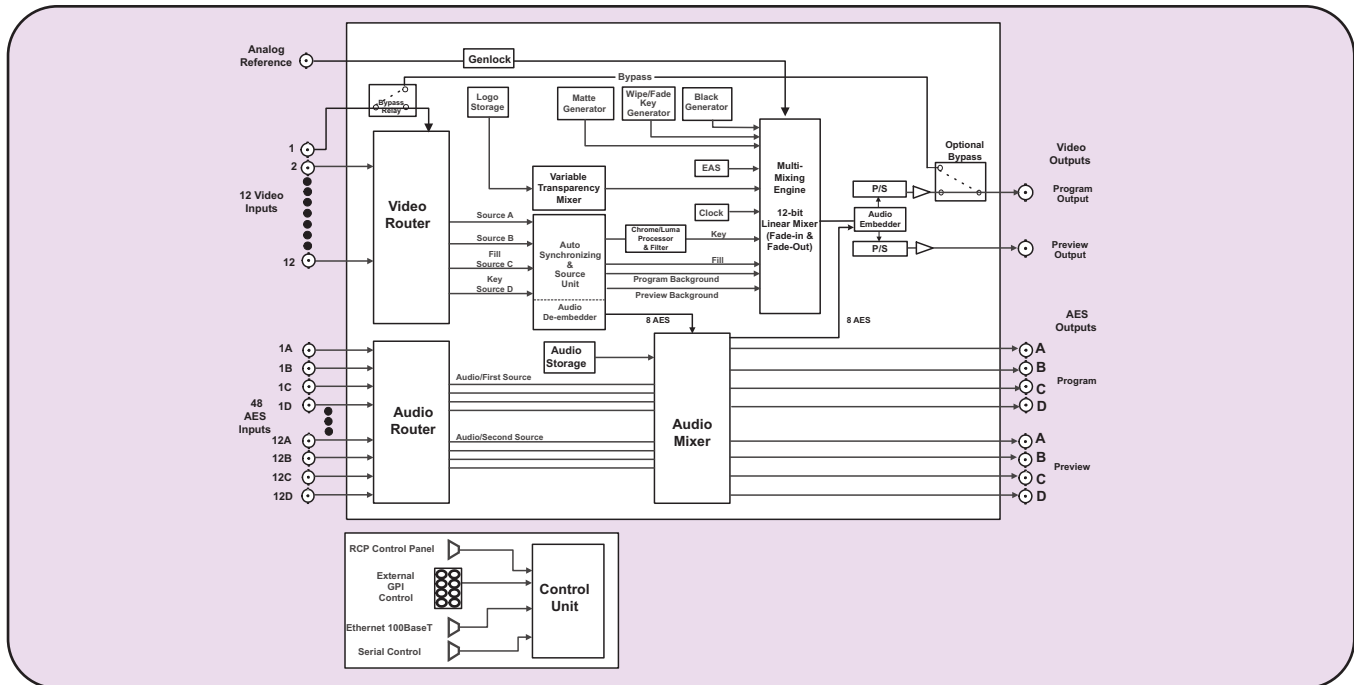 Analog
Reference
Genlock
Bypass
Bypass
Relay
Logo
Storage
Matte
Generator
Wipe/Fade
Key
Generator
Black
Generator
1
2
12 Video
Inputs
12
Video
Router
Variable
Transparency
Mixer
EAS
Clock
Multi-
Mixing
Engine
12-bit
Linear Mixer
(Fade-in &
Fade-Out)
Optional
Bypass
Video
Outputs
P/S
Audio
Embedder
P/S
Program
Output
Preview
Output
Source A
Source B
Fill
Source C
Key
Source D
Auto
Synchronizing
&
Source
Unit
Audio
De-embedder
Chrome/Luma
Processor
& Filter
Key
Fill
Program Background
Preview Background
8 AES
8 AES
AES
Outputs
1A
1B
1C
1D
48
AES
Inputs
12A
12B
12C
12D
Audio
Router
Audio
Storage
Audio/First Source
Audio/Second Source
Audio
Mixer
A
B
C
D
Program
A
B
C
D
Preview
RCP Control Panel
External
GPI
Control
Ethernet 100BaseT
Serial Control
Control
Unit